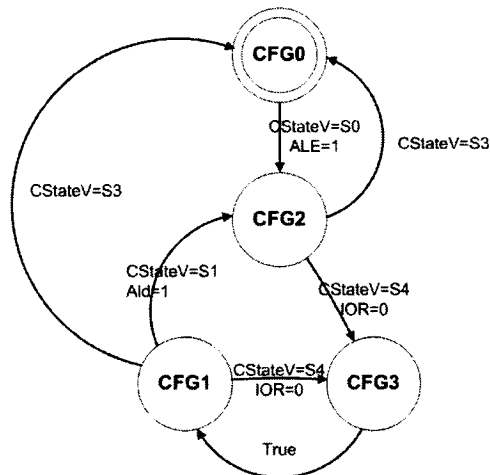 CFG0
CStateV=S0
ALE=1
CStateV=S3
CStateV=S3
CFG2
CStateV=S1
Ald=1
CStateV=S4
IOR=0
CFG1
CStateV=S4
IOR=0
CFG3
True